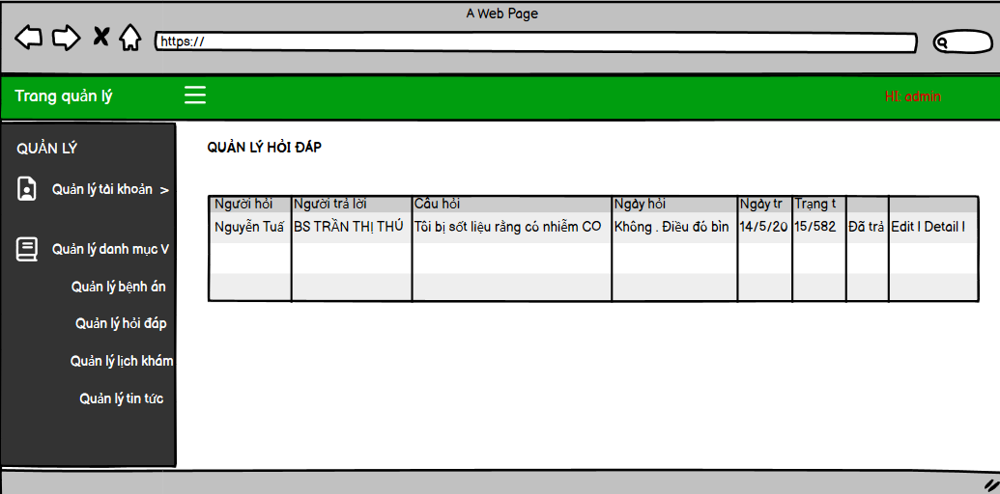 A Web Page
https://
Trang quản lý
HI admin
QUẢN LÝ
Quản lý tài khoản >
Quản lý danh mục V
Quản lý bệnh án
Quản lý hỏi đáp
Quản lý lịch khám
Quản lý tin tức
QUẢN LÝ HỎI ĐÁP
Người hỏi Người trả lời Câu hỏi Ngày hỏi Ngày tr Trạng t
Nguyễn Tuấ BS TRẦN THỊ THÚ Tôi bị sốt liệu rằng có nhiễm CO Không . Điều đó bìn 14/5/20 15/582 Đã trả Edit I Detail I